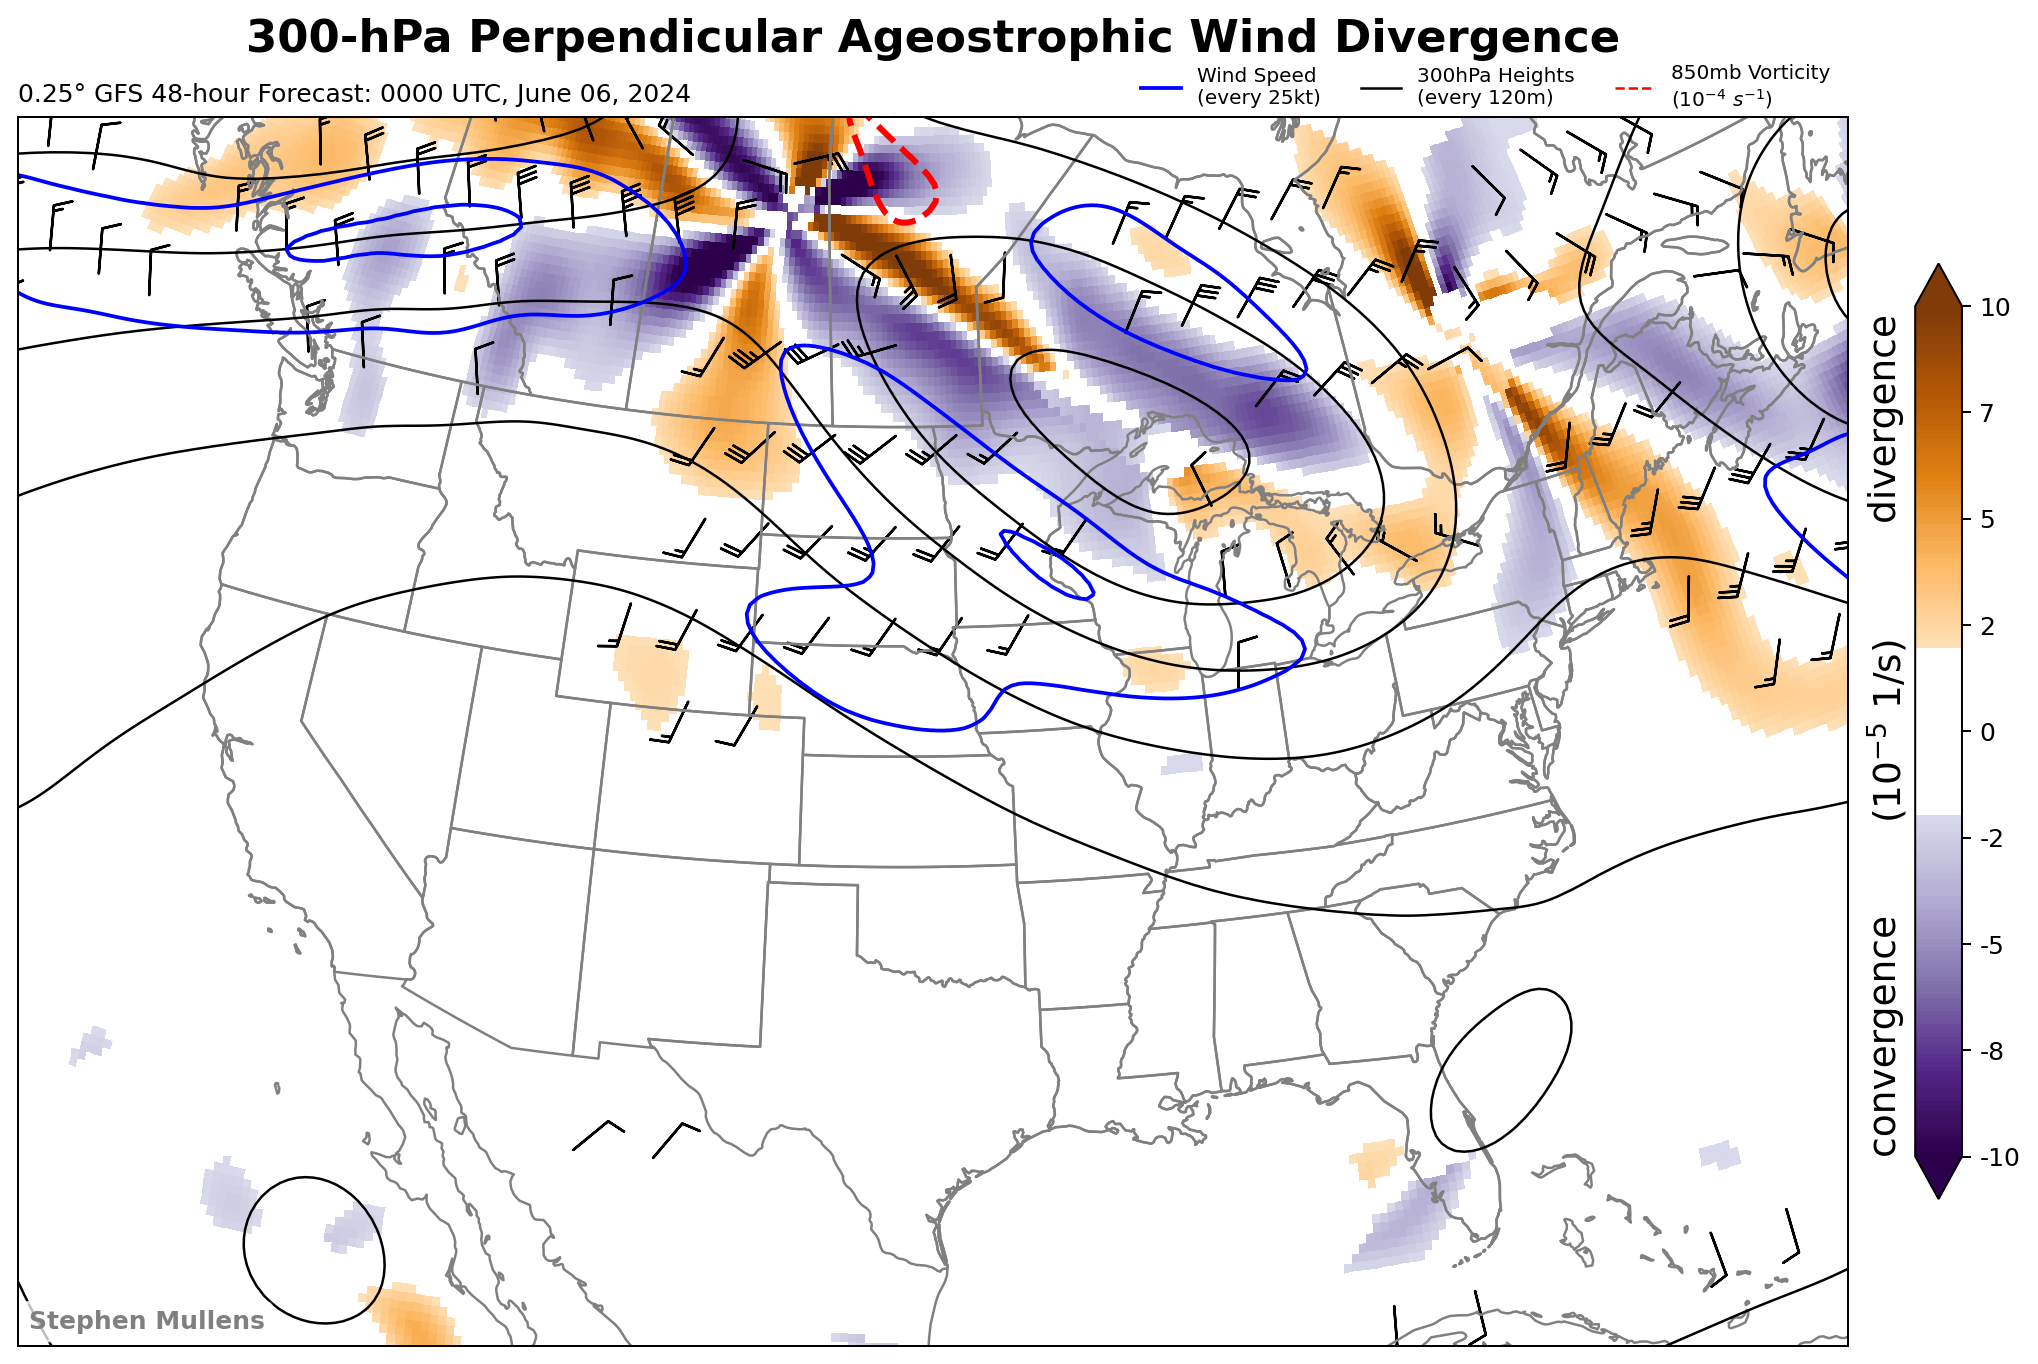 300-hPa Perpendicular Ageostrophic Wind Divergence
0.25° GFS 48-hour Forecast: 0000 UTC, June 06, 2024
Wind Speed
(every 25kt)
300hPa Heights
(every 120m)
850mb Vorticity
(10⁻⁴ s⁻¹)
10
7
5
2
0
-2
-5
-8
-10
convergence (10⁻⁵ 1/s) divergence
Stephen Mullens